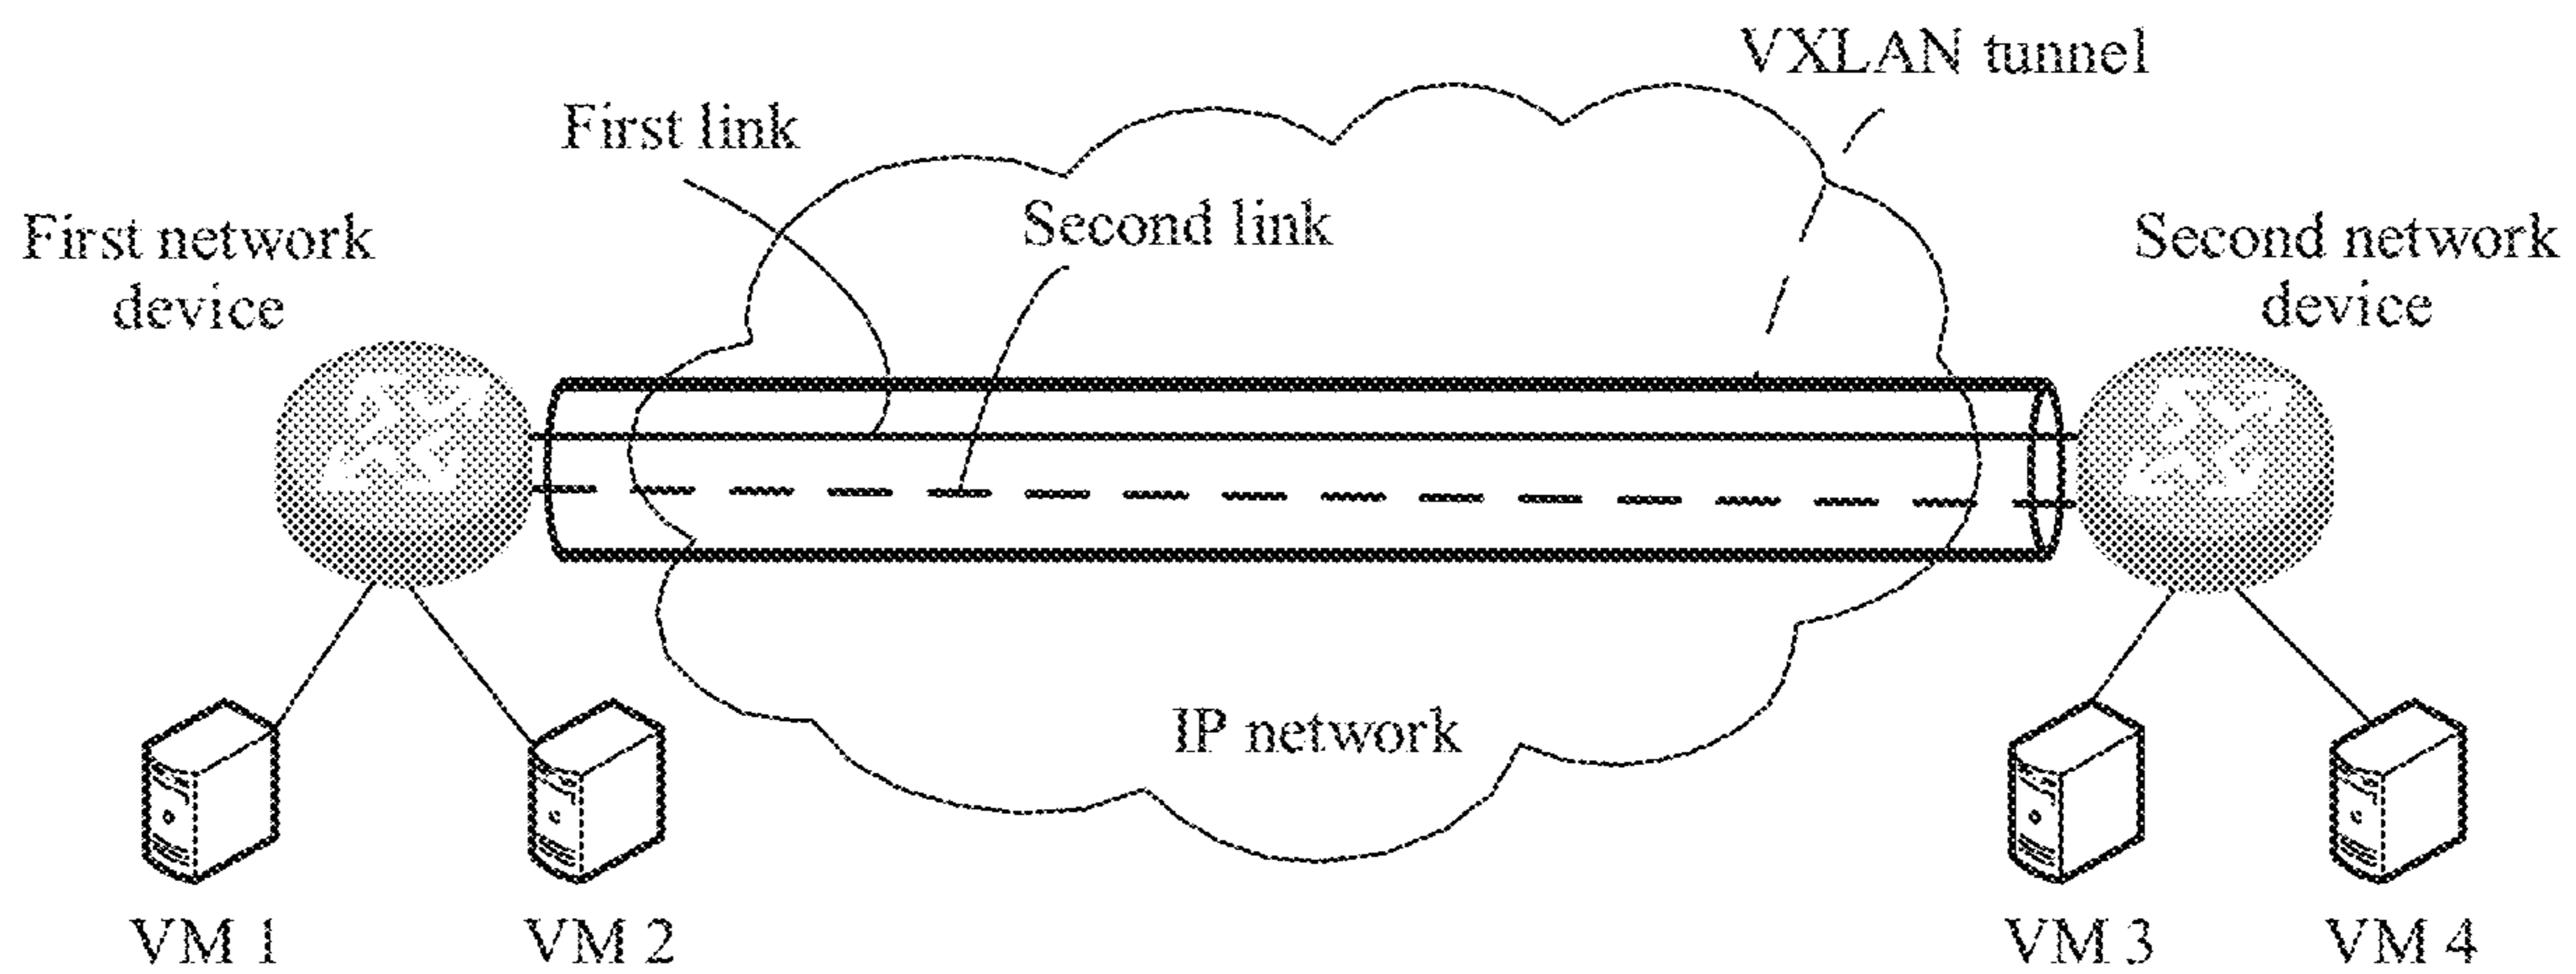 VXLAN tunnel
First link
Second link
First network
device
Second network
device
IP network
VM 1
VM 2
VM 3
VM 4